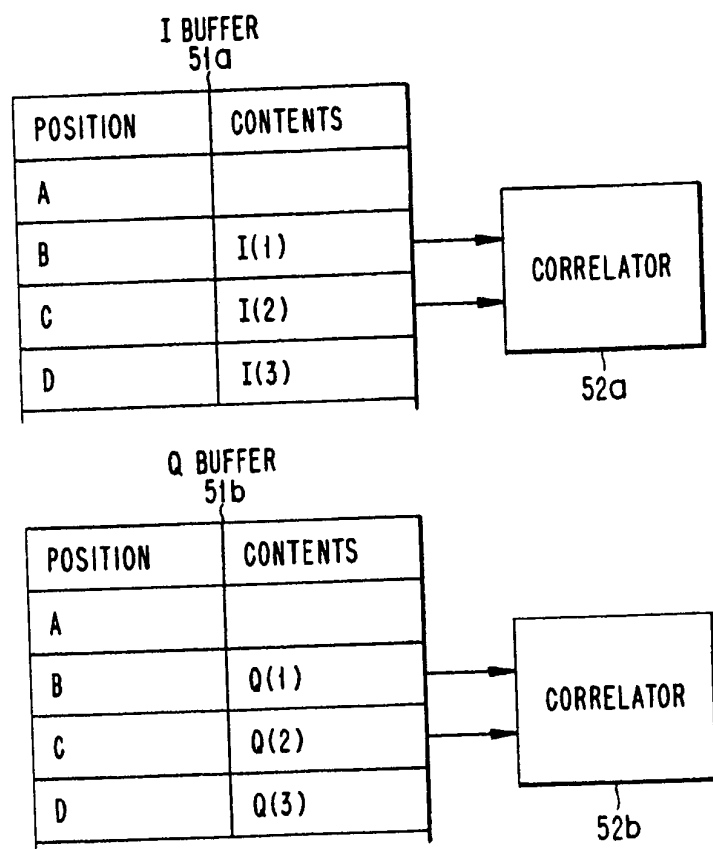 I BUFFER
51a
POSITION CONTENTS
A
B I(1)
C I(2)
D I(3)
CORRELATOR
52a
Q BUFFER
51b
POSITION CONTENTS
A
B Q(1)
C Q(2)
D Q(3)
CORRELATOR
52b